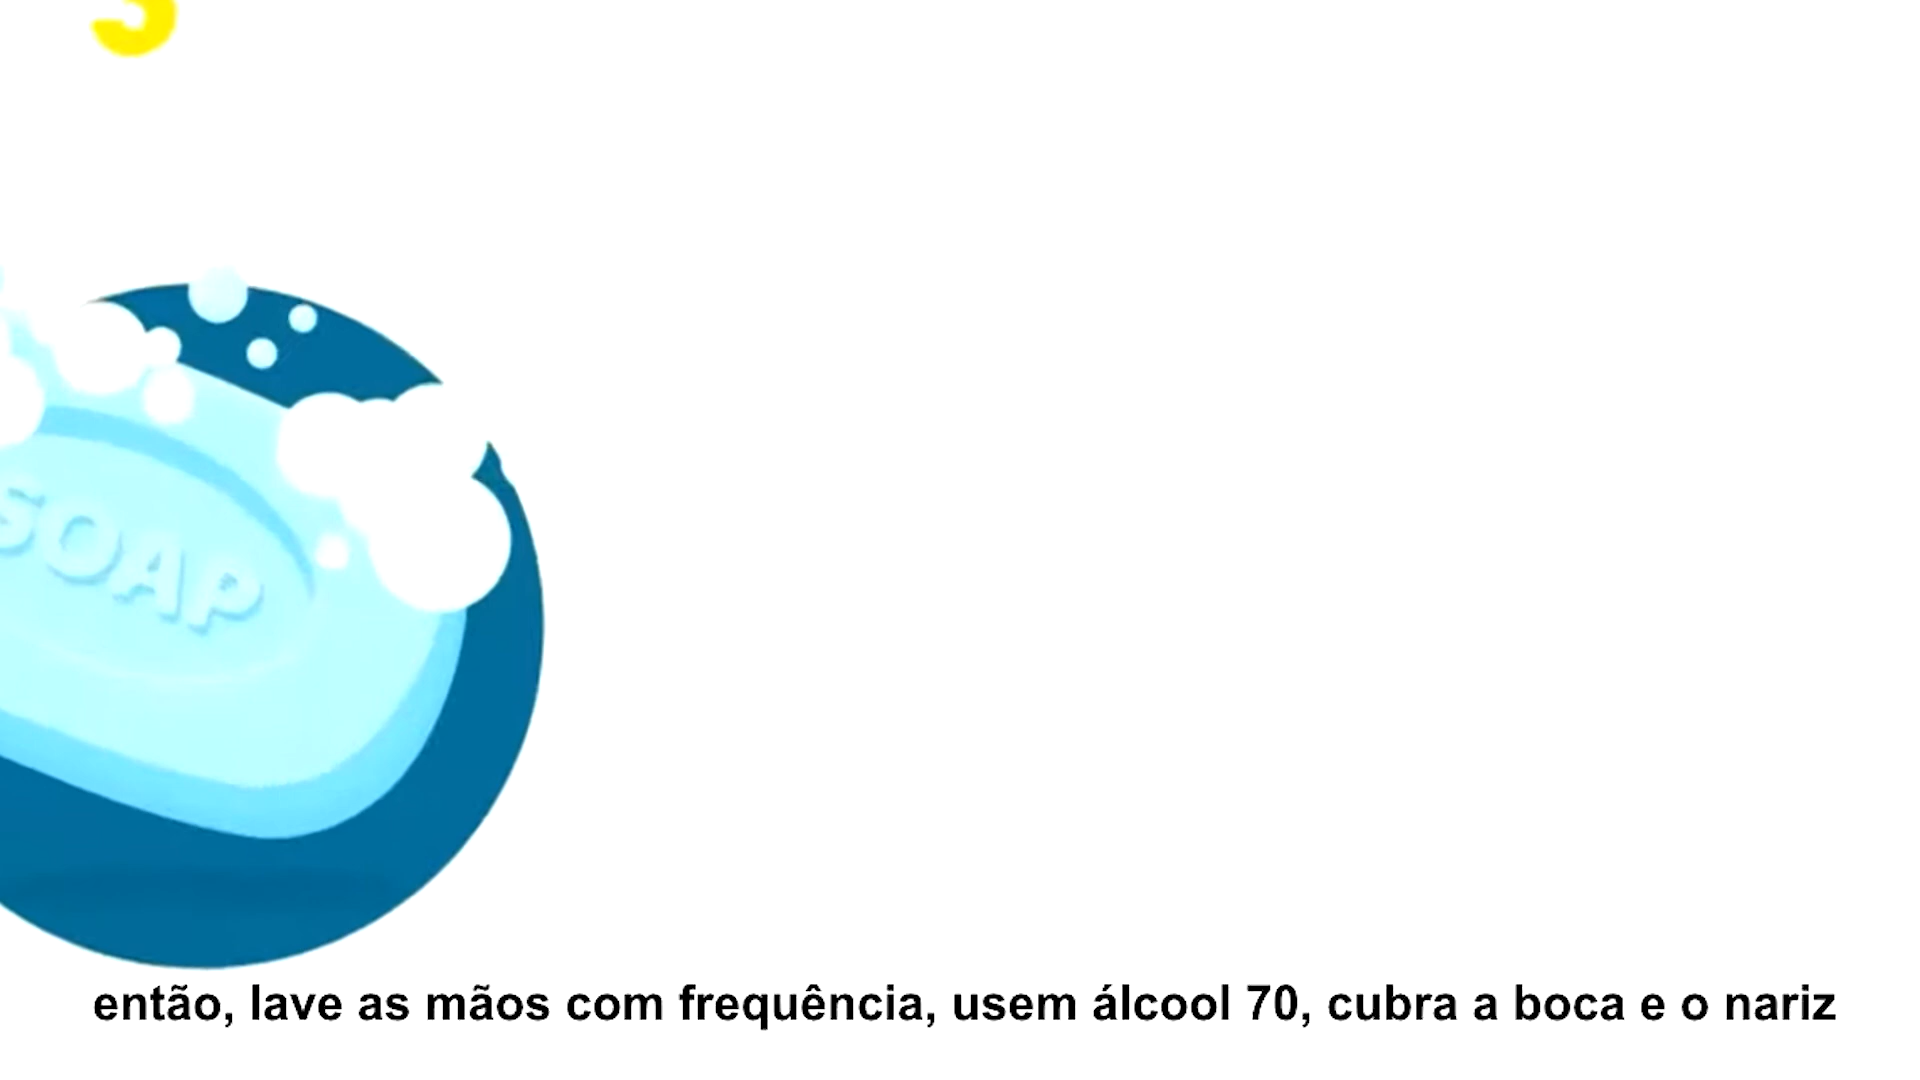 SOAP
então, lave as mãos com frequência, usem álcool 70, cubra a boca e o nariz